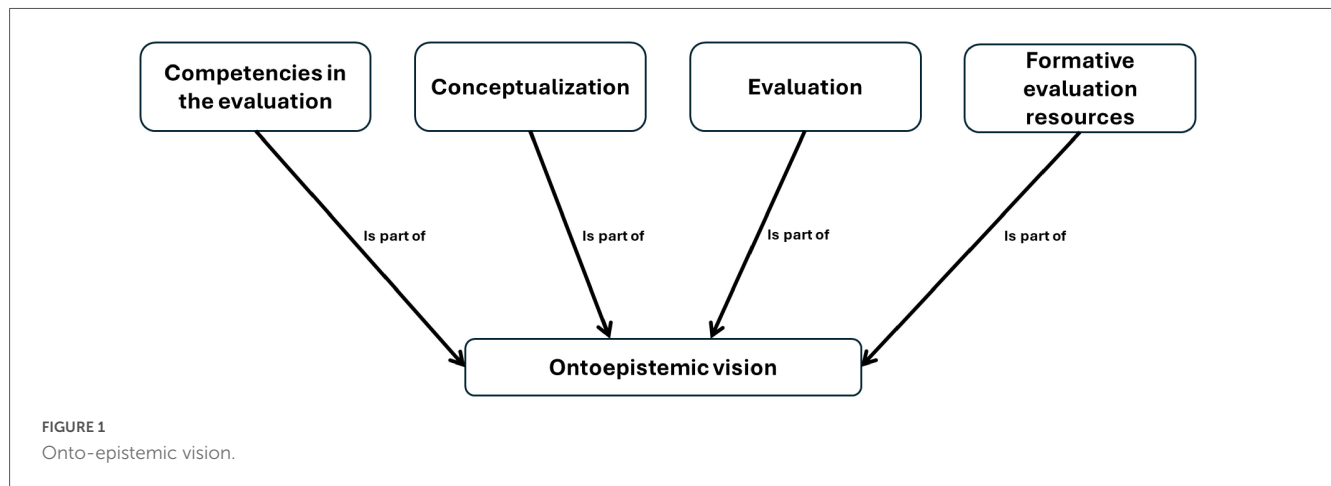 Competencies in
the evaluation
Conceptualization
Evaluation
Formative
evaluation
resources
Is part of
Is part of
Is part of
Is part of
Ontoepistemic vision
FIGURE 1
Onto-epistemic vision.